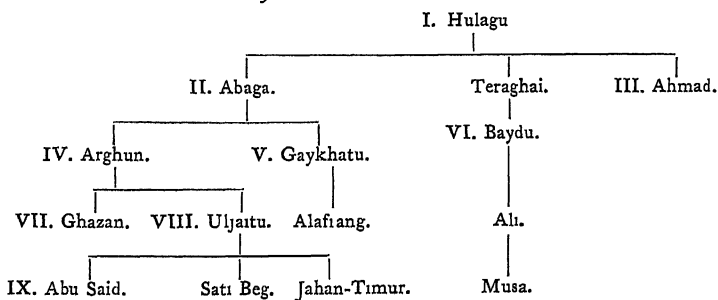 I. Hulagu
II. Abaga. Teraghai. III. Ahmad.
VI. Baydu.
IV. Arghun. V. Gaykhatu.
VII. Ghazan. VIII. Uljaitu. Alafiang. Ali.
IX. Abu Said. Sati Beg. Jahan-Timur. Musa.